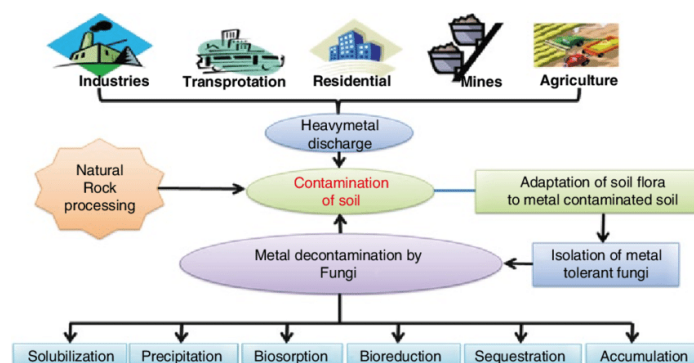 Industries
Transprotation
Residential
Mines
Agriculture
Heavymetal
discharge
Natural
Rock
processing
Contamination
of soil
Adaptation of soil flora
to metal contaminated soil
Metal decontamination by
Fungi
Isolation of metal
tolerant fungi
Solubilization
Precipitation
Biosorption
Bioreduction
Sequestration
Accumulation